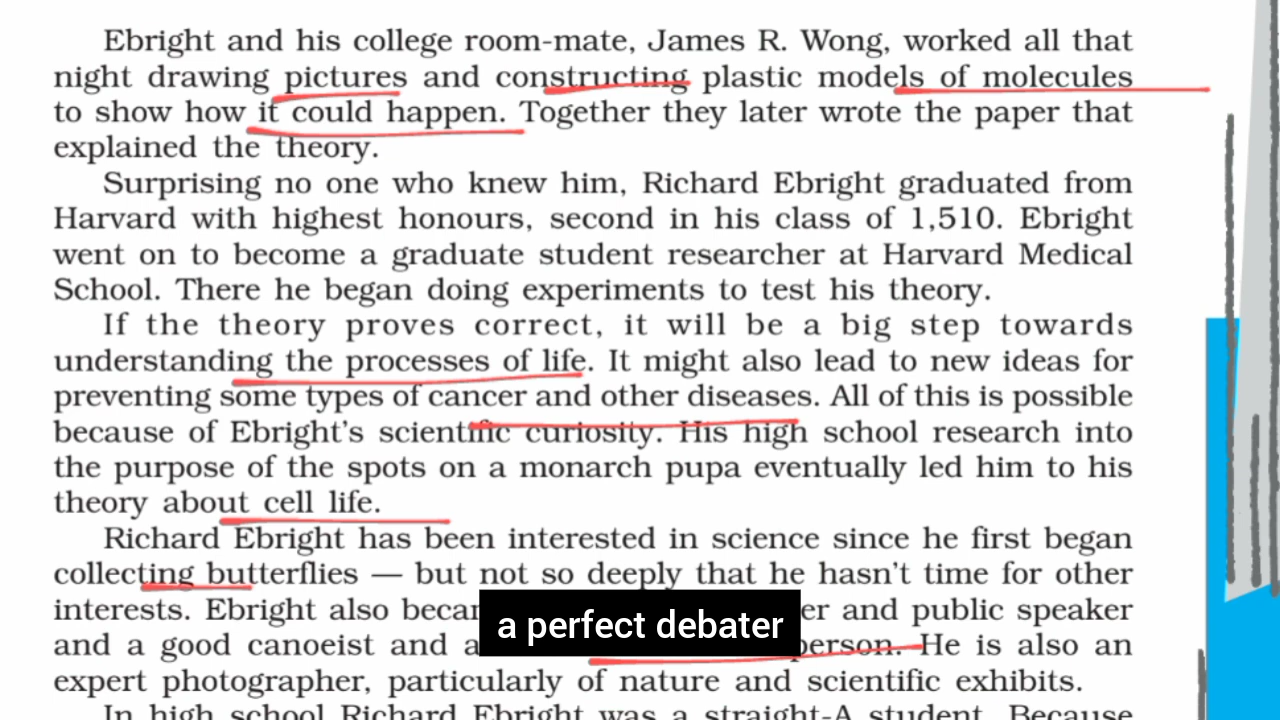 Ebright and his college room-mate, James R. Wong, worked all that
night drawing pictures and constructing plastic models of molecules
to show how it could happen. Together they later wrote the paper that
explained the theory.
Surprising no one who knew him, Richard Ebright graduated from
Harvard with highest honours, second in his class of 1,510. Ebright
went on to become a graduate student researcher at Harvard Medical
School. There he began doing experiments to test his theory.
If the theory proves correct, it will be a big step towards
understanding the processes of life. It might also lead to new ideas for
preventing some types of cancer and other diseases. All of this is possible
because of Ebright's scientific curiosity. His high school research into
the purpose of the spots on a monarch pupa eventually led him to his
theory about cell life.
Richard Ebright has been interested in science since he first began
collecting butterflies — but not so deeply that he hasn't time for other
interests. Ebright also er and public speaker
a perfect debater
and a good canoeist and person. He is also an
expert photographer, particularly of nature and scientific exhibits.
In high school Richard Ebright was a straight-A student. Because